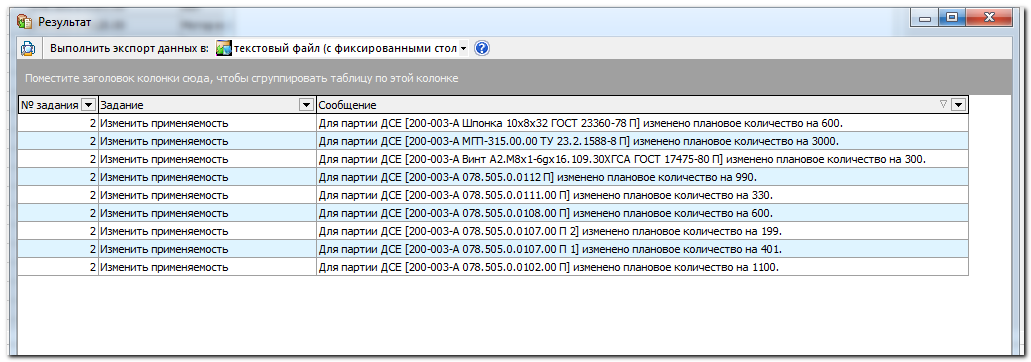 Результат
Выполнить экспорт данных в: текстовый файл (с фиксированными стол
Поместите заголовок колонки сюда, чтобы сгруппировать таблицу по этой колонке
№ задания Задание Сообщение
2 Изменить применяемость Для партии ДСЕ [200-003-А Шпонка 10х8х32 ГОСТ 23360-78 П] изменено плановое количество на 600.
2 Изменить применяемость Для партии ДСЕ [200-003-А МГП-315.00.00 ТУ 23.2.1588-8 П] изменено плановое количество на 3000.
2 Изменить применяемость Для партии ДСЕ [200-003-А Винт А2.М8х1-6gх16.109.30ХГСА ГОСТ 17475-80 П] изменено плановое количество на 300.
2 Изменить применяемость Для партии ДСЕ [200-003-А 078.505.0.0112 П] изменено плановое количество на 990.
2 Изменить применяемость Для партии ДСЕ [200-003-А 078.505.0.0111.00 П] изменено плановое количество на 330.
2 Изменить применяемость Для партии ДСЕ [200-003-А 078.505.0.0108.00 П] изменено плановое количество на 600.
2 Изменить применяемость Для партии ДСЕ [200-003-А 078.505.0.0107.00 П 2] изменено плановое количество на 199.
2 Изменить применяемость Для партии ДСЕ [200-003-А 078.505.0.0107.00 П 1] изменено плановое количество на 401.
2 Изменить применяемость Для партии ДСЕ [200-003-А 078.505.0.0102.00 П] изменено плановое количество на 1100.